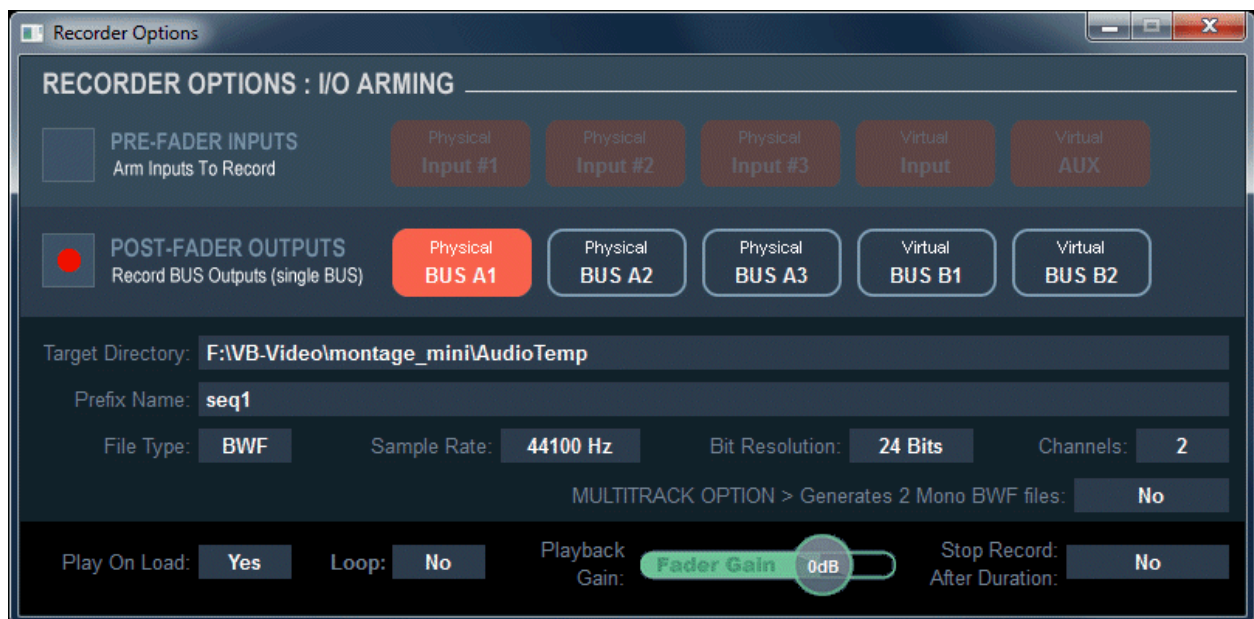 Recorder Options
RECORDER OPTIONS : I/O ARMING
PRE-FADER INPUTS
Arm Inputs To Record
Physical
Input #1
Physical
Input #2
Physical
Input #3
Virtual
Input
Virtual
AUX
POST-FADER OUTPUTS
Record BUS Outputs (single BUS)
Physical
BUS A1
Physical
BUS A2
Physical
BUS A3
Virtual
BUS B1
Virtual
BUS B2
Target Directory: F:\VB-Video\montage_mini\AudioTemp
Prefix Name: seq1
File Type: BWF Sample Rate: 44100 Hz Bit Resolution: 24 Bits Channels: 2
MULTITRACK OPTION > Generates 2 Mono BWF files: No
Play On Load: Yes Loop: No
Playback
Gain:
Fader Gain 0dB
Stop Record:
After Duration:
No